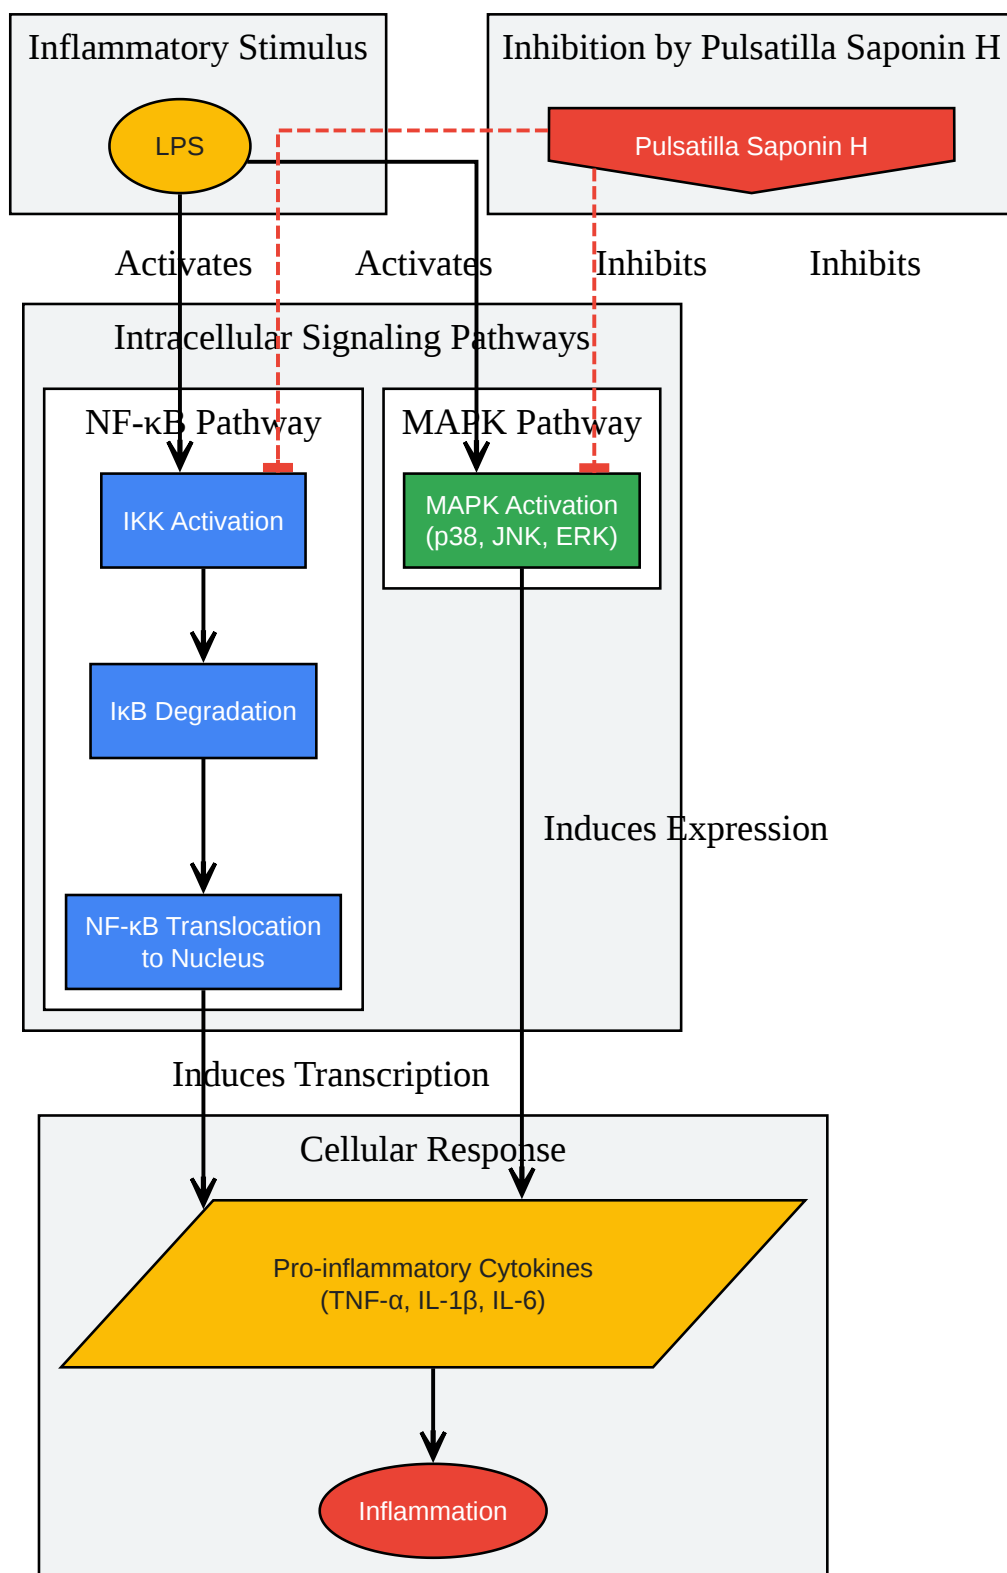 Inflammatory Stimulus
Inhibition by Pulsatilla Saponin H
LPS
Pulsatilla Saponin H
Activates
Activates
Inhibits
Inhibits
Intracellular Signaling Pathways
NF-κB Pathway
MAPK Pathway
IKK Activation
MAPK Activation
(p38, JNK, ERK)
IκB Degradation
Induces Expression
NF-κB Translocation
to Nucleus
Induces Transcription
Cellular Response
Pro-inflammatory Cytokines
(TNF-α, IL-1β, IL-6)
Inflammation